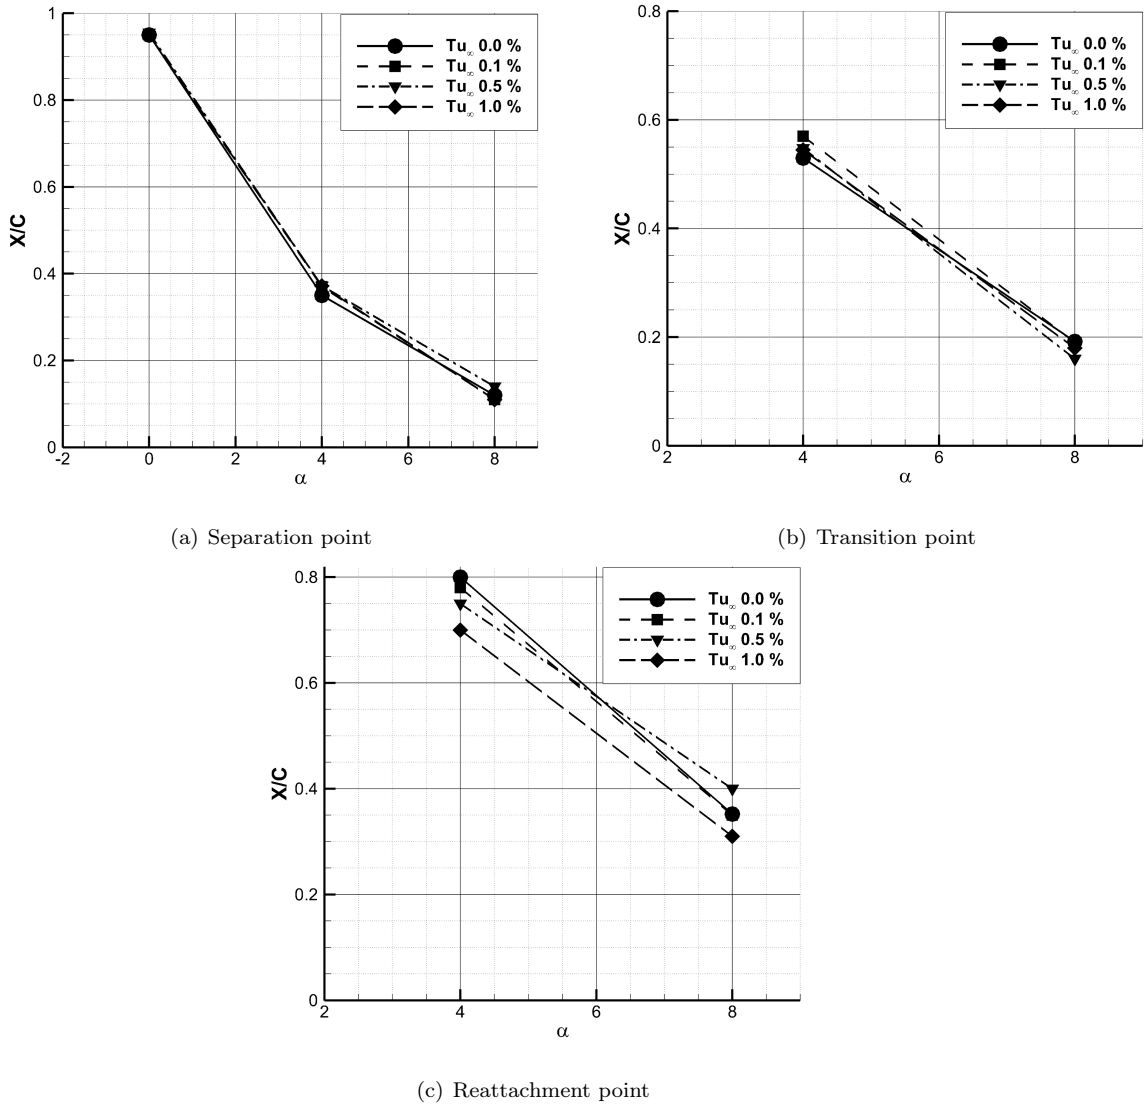 1
0.8
0.6
0.4
0.2
0
X/C
-2 0 2 4 6 8
α
Tu∞ 0.0 %
Tu∞ 0.1 %
Tu∞ 0.5 %
Tu∞ 1.0 %
(a) Separation point
0.8
0.6
0.4
0.2
0
X/C
2 4 6 8
α
Tu∞ 0.0 %
Tu∞ 0.1 %
Tu∞ 0.5 %
Tu∞ 1.0 %
(b) Transition point
0.8
0.6
0.4
0.2
0
X/C
2 4 6 8
α
Tu∞ 0.0 %
Tu∞ 0.1 %
Tu∞ 0.5 %
Tu∞ 1.0 %
(c) Reattachment point